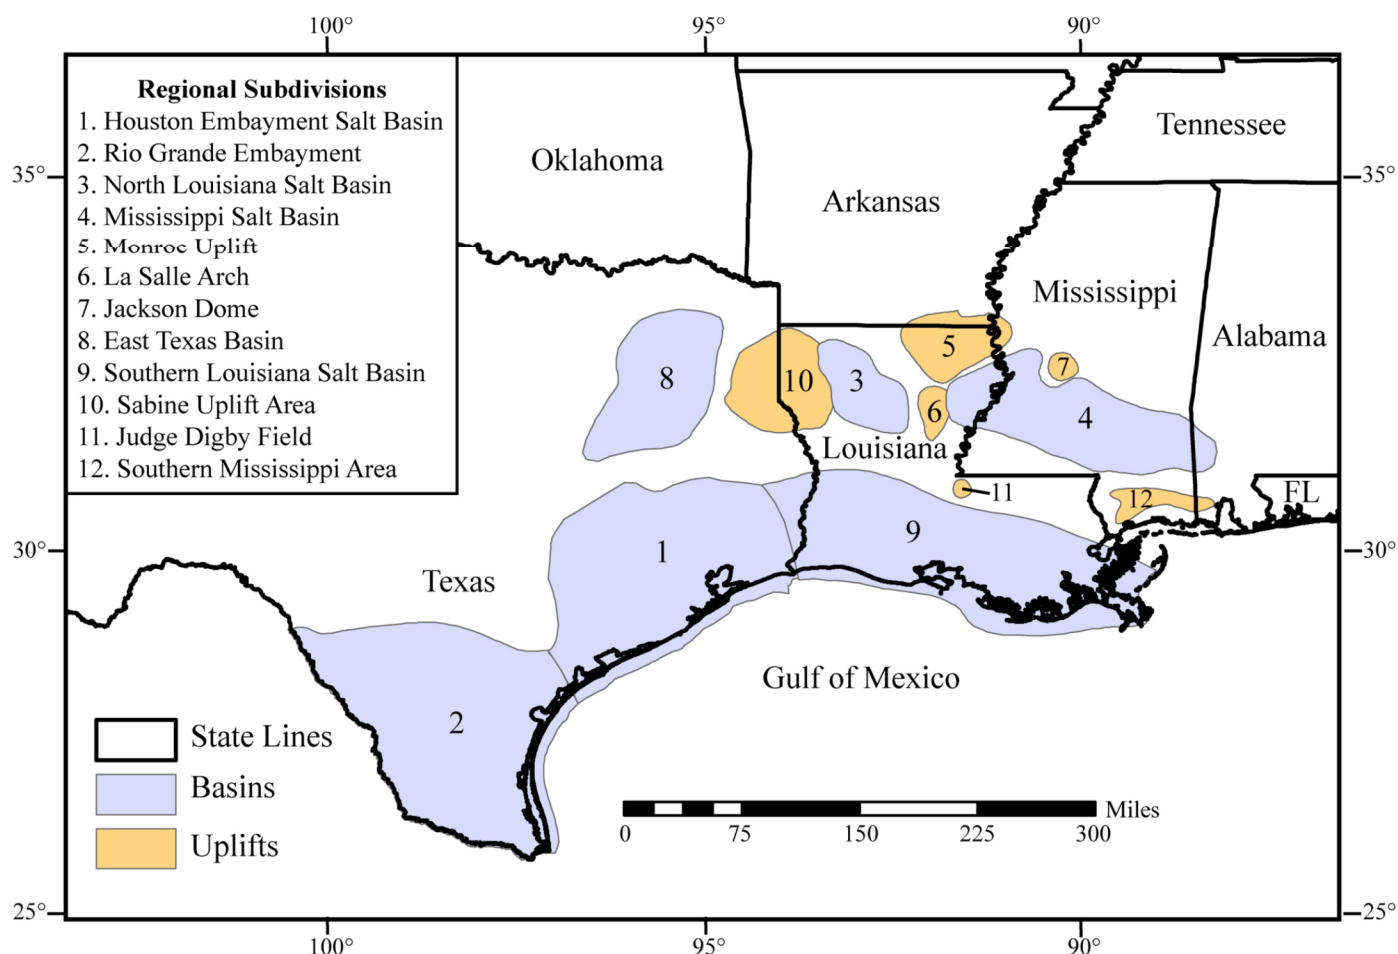 100° 95° 90°
Regional Subdivisions
1. Houston Embayment Salt Basin
2. Rio Grande Embayment
3. North Louisiana Salt Basin
4. Mississippi Salt Basin
5. Monroe Uplift
6. La Salle Arch
7. Jackson Dome
8. East Texas Basin
9. Southern Louisiana Salt Basin
10. Sabine Uplift Area
11. Judge Digby Field
12. Southern Mississippi Area
Tennessee
Oklahoma
35° 35°
Arkansas
Mississippi
Alabama
5
7
8 10 3
6 4
Louisiana
11 12 FL
9
1
30° 30°
Texas
Gulf of Mexico
2
State Lines
Basins
Miles
0 75 150 225 300
Uplifts
25° 25°
100° 95° 90°